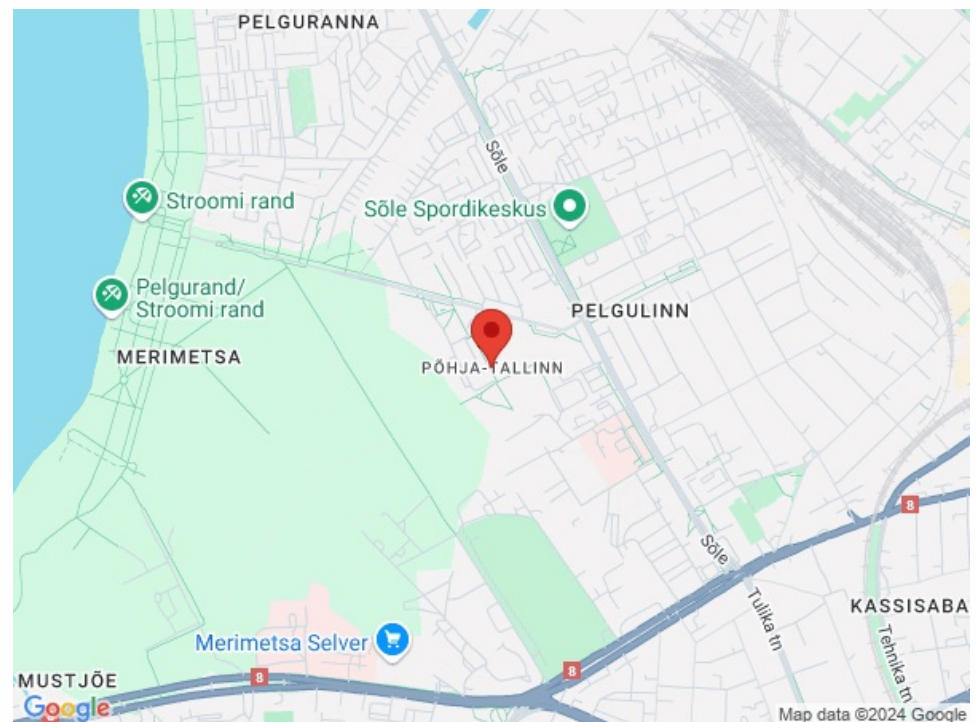 PELGURANNA
Sõle
Stroomi rand
Sõle Spordikeskus
Pelgurand/
Stroomi rand
PELGULINN
MERIMETSA
PÕHJA-TALLINN
8
Sõle
Tulika tn
KASSISABA
Tehnika tn
Merimetsa Selver
8
8
MUSTJÕE
Google
Map data ©2024 Google